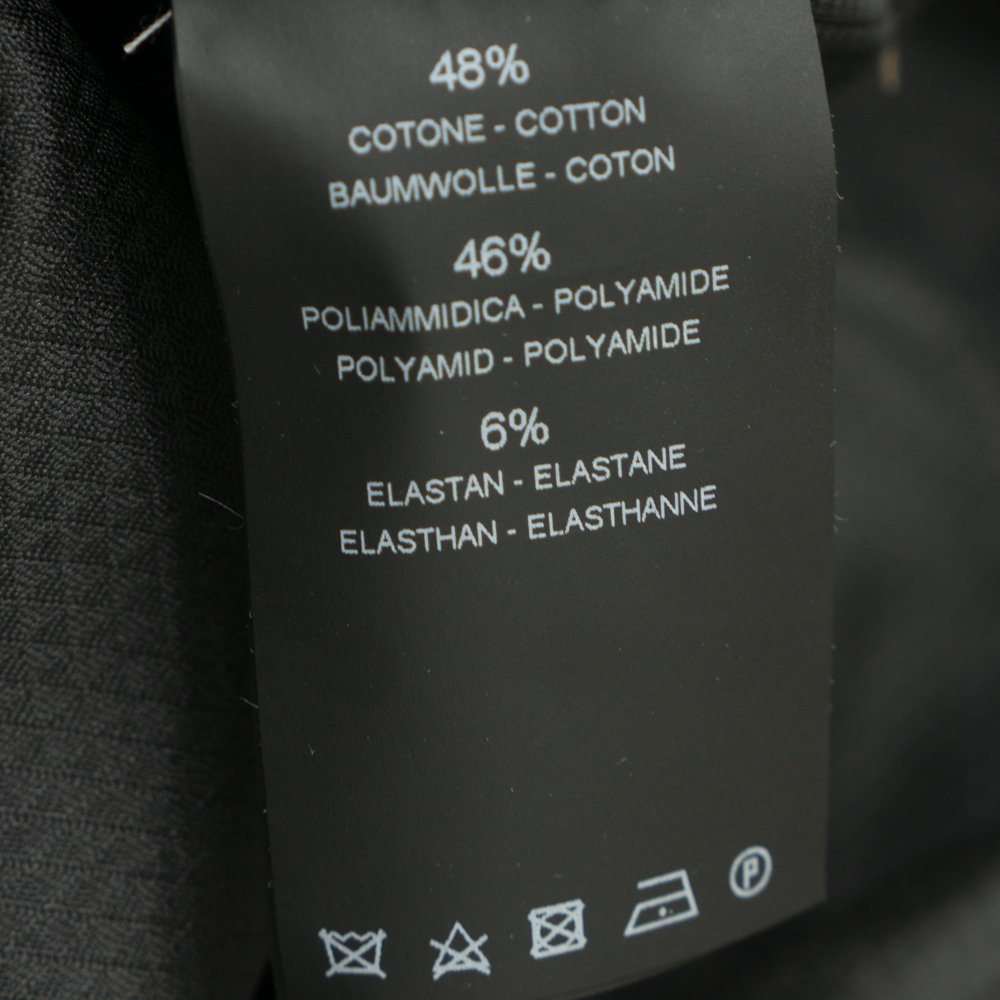 48%
COTONE - COTTON
BAUMWOLLE - COTON
46%
POLIAMMIDICA - POLYAMIDE
POLYAMID - POLYAMIDE
6%
ELASTAN - ELASTANE
ELASTHAN - ELASTHANNE
P